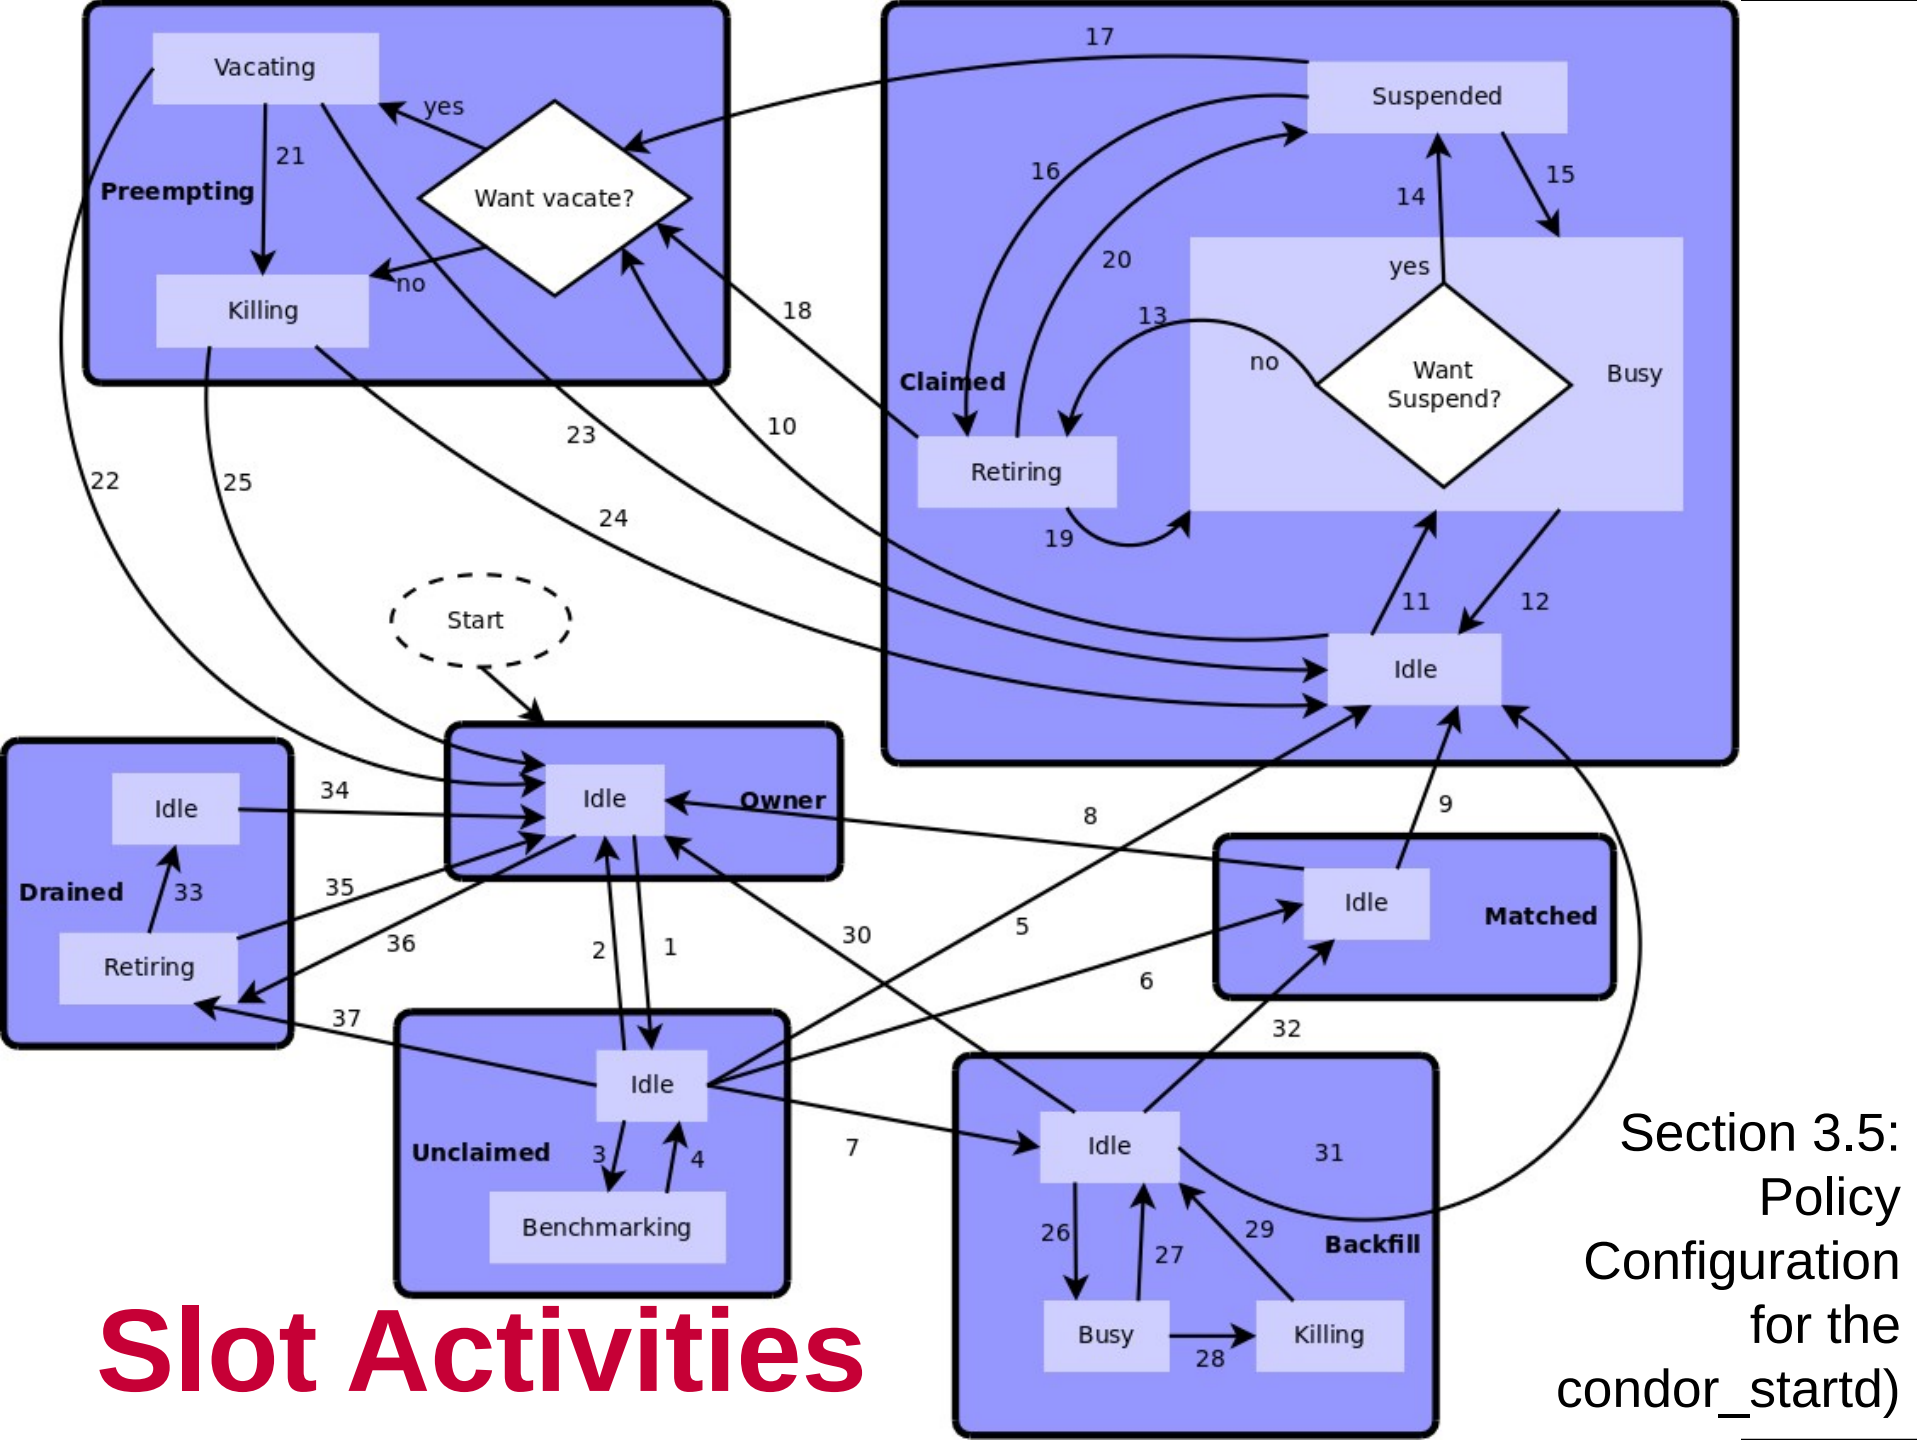 17
Vacating
Suspended
yes
21
16
15
Preempting
Want vacate?
14
20
yes
no
Killing
18
13
no
Want
Suspend?
Busy
Claimed
23
10
Retiring
22
25
24
19
11
12
Start
Idle
34
Idle
Idle
Owner
8
9
Drained
33
35
Idle
Matched
36
2
1
30
5
Retiring
6
37
32
Idle
Unclaimed
3
4
7
Idle
31
Benchmarking
26
27
29
Backfill
Busy
28
Killing
Slot Activities
Section 3.5:
Policy
Configuration
for the
condor_startd)